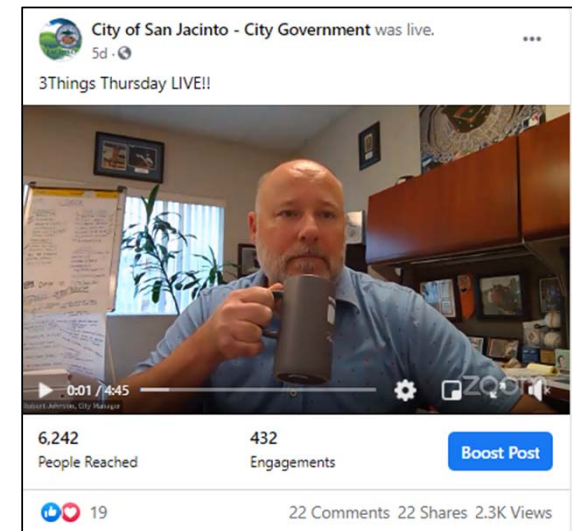 City of San Jacinto - City Government was live.
5d
3Things Thursday LIVE!!
0:01 / 4:45
zoom
Robert Johnson, City Manager
6,242
People Reached
432
Engagements
Boost Post
19
22 Comments 22 Shares 2.3K Views